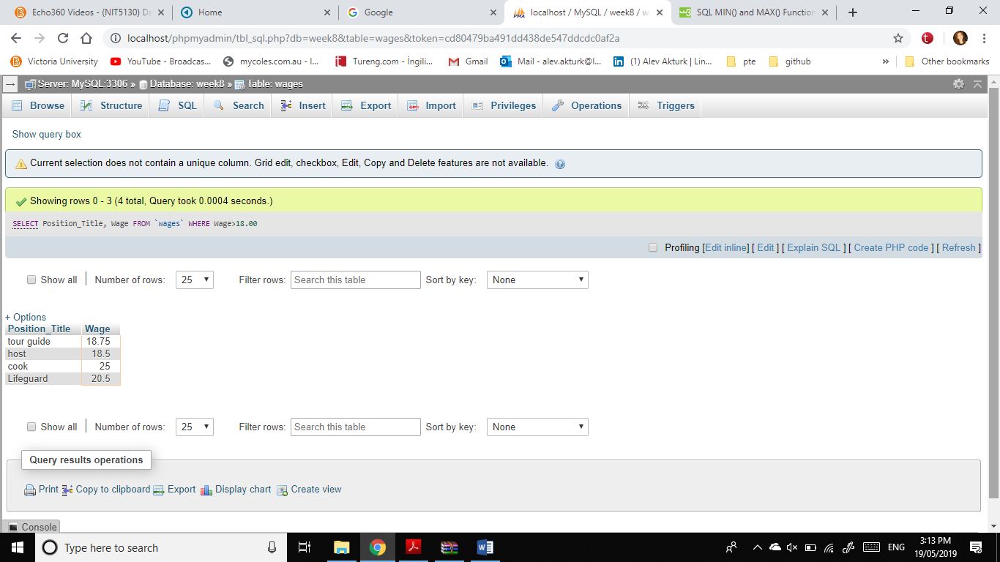 Echo360 Videos - (NIT5130) Da
Home
Google
localhost / MySQL / week8 / wa
SQL MIN() and MAX() Function
localhost/phpmyadmin/tbl_sql.php?db=week8&table=wages&token=cd80479ba491dd438de547ddcdc0af2a
Victoria University
YouTube - Broadcas...
mycoles.com.au - I...
Tureng.com - İngili...
Gmail
Mail - alev.akturk@l...
(1) Alev Akturk | Lin...
pte
github
»
Other bookmarks
Server: MySQL:3306 » Database: week8 » Table: wages
Browse Structure SQL Search Insert Export Import Privileges Operations Triggers
Show query box
Current selection does not contain a unique column. Grid edit, checkbox, Edit, Copy and Delete features are not available.
Showing rows 0 - 3 (4 total, Query took 0.0004 seconds.)
SELECT Position_Title, Wage FROM `wages` WHERE Wage>18.00
Profiling [Edit inline] [ Edit ] [ Explain SQL ] [ Create PHP code ] [ Refresh ]
Show all | Number of rows: 25 Filter rows: Search this table Sort by key: None
+ Options
Position_Title Wage
tour guide 18.75
host 18.5
cook 25
Lifeguard 20.5
Show all | Number of rows: 25 Filter rows: Search this table Sort by key: None
Query results operations
Print Copy to clipboard Export Display chart Create view
Console
Type here to search
ENG
3:13 PM
19/05/2019